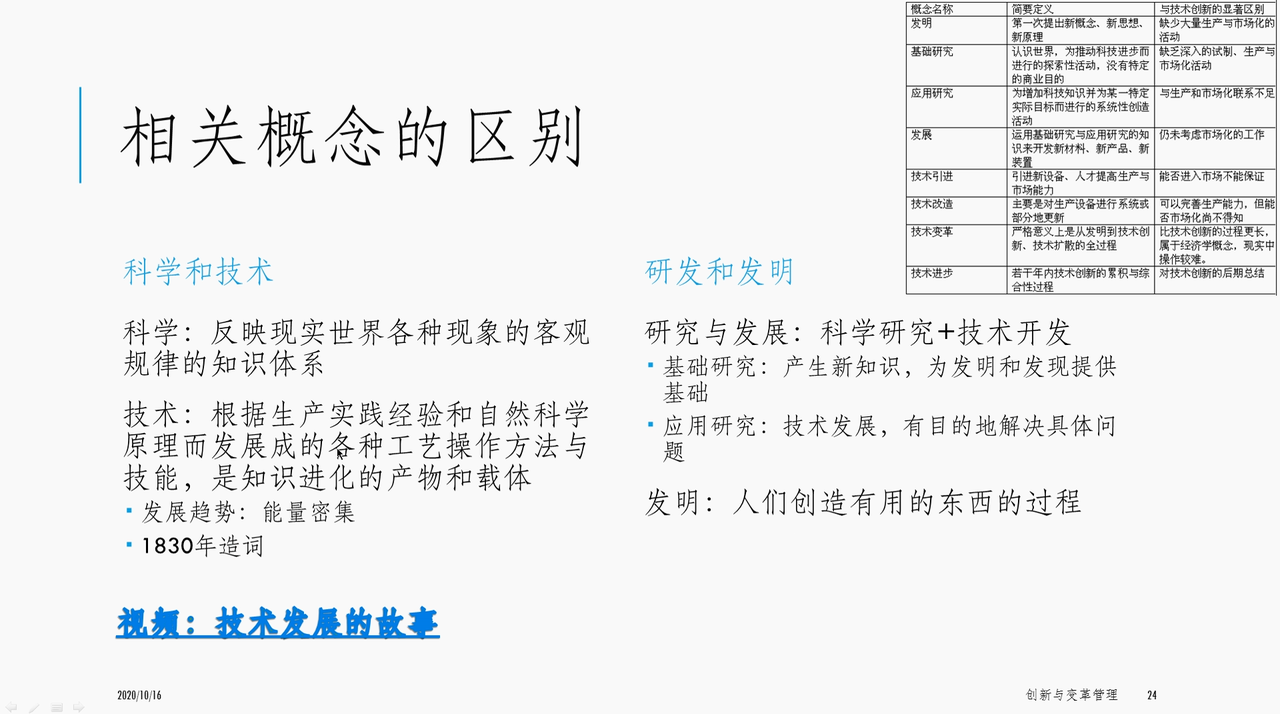 相关概念的区别
概念名称 简要定义 与技术创新的显著区别
发明 第一次提出新概念、新思想、 缺少大量生产与市场化的
新原理 活动
基础研究 认识世界，为推动科技进步而 缺乏深入的试制、生产与
进行的探索性活动，没有特定 市场化活动
的商业目的
应用研究 为增加科技知识并为某一特定 与生产和市场化联系不足
实际目标而进行的系统性创造
活动
发展 运用基础研究与应用研究的知 仍未考虑市场化的工作
识来开发新材料、新产品、新
装置
技术引进 引进新设备、人才提高生产与 能否进入市场不能保证
市场能力
技术改造 主要是对生产设备进行系统或 可以完善生产能力，但能
部分地更新 否市场化尚不得知
技术变革 严格意义上是从发明到技术创 比技术创新的过程更长，
新、技术扩散的全过程 属于经济学概念，现实中
操作较难。
技术进步 若干年内技术创新的累积与综 对技术创新的后期总结
合性过程
科学和技术
科学：反映现实世界各种现象的客观
规律的知识体系
技术：根据生产实践经验和自然科学
原理而发展成的各种工艺操作方法与
技能，是知识进化的产物和载体
发展趋势：能量密集
1830年造词
视频：技术发展的故事
研发和发明
研究与发展：科学研究+技术开发
基础研究：产生新知识，为发明和发现提供
基础
应用研究：技术发展，有目的地解决具体问
题
发明：人们创造有用的东西的过程
2020/10/16
创新与变革管理 24